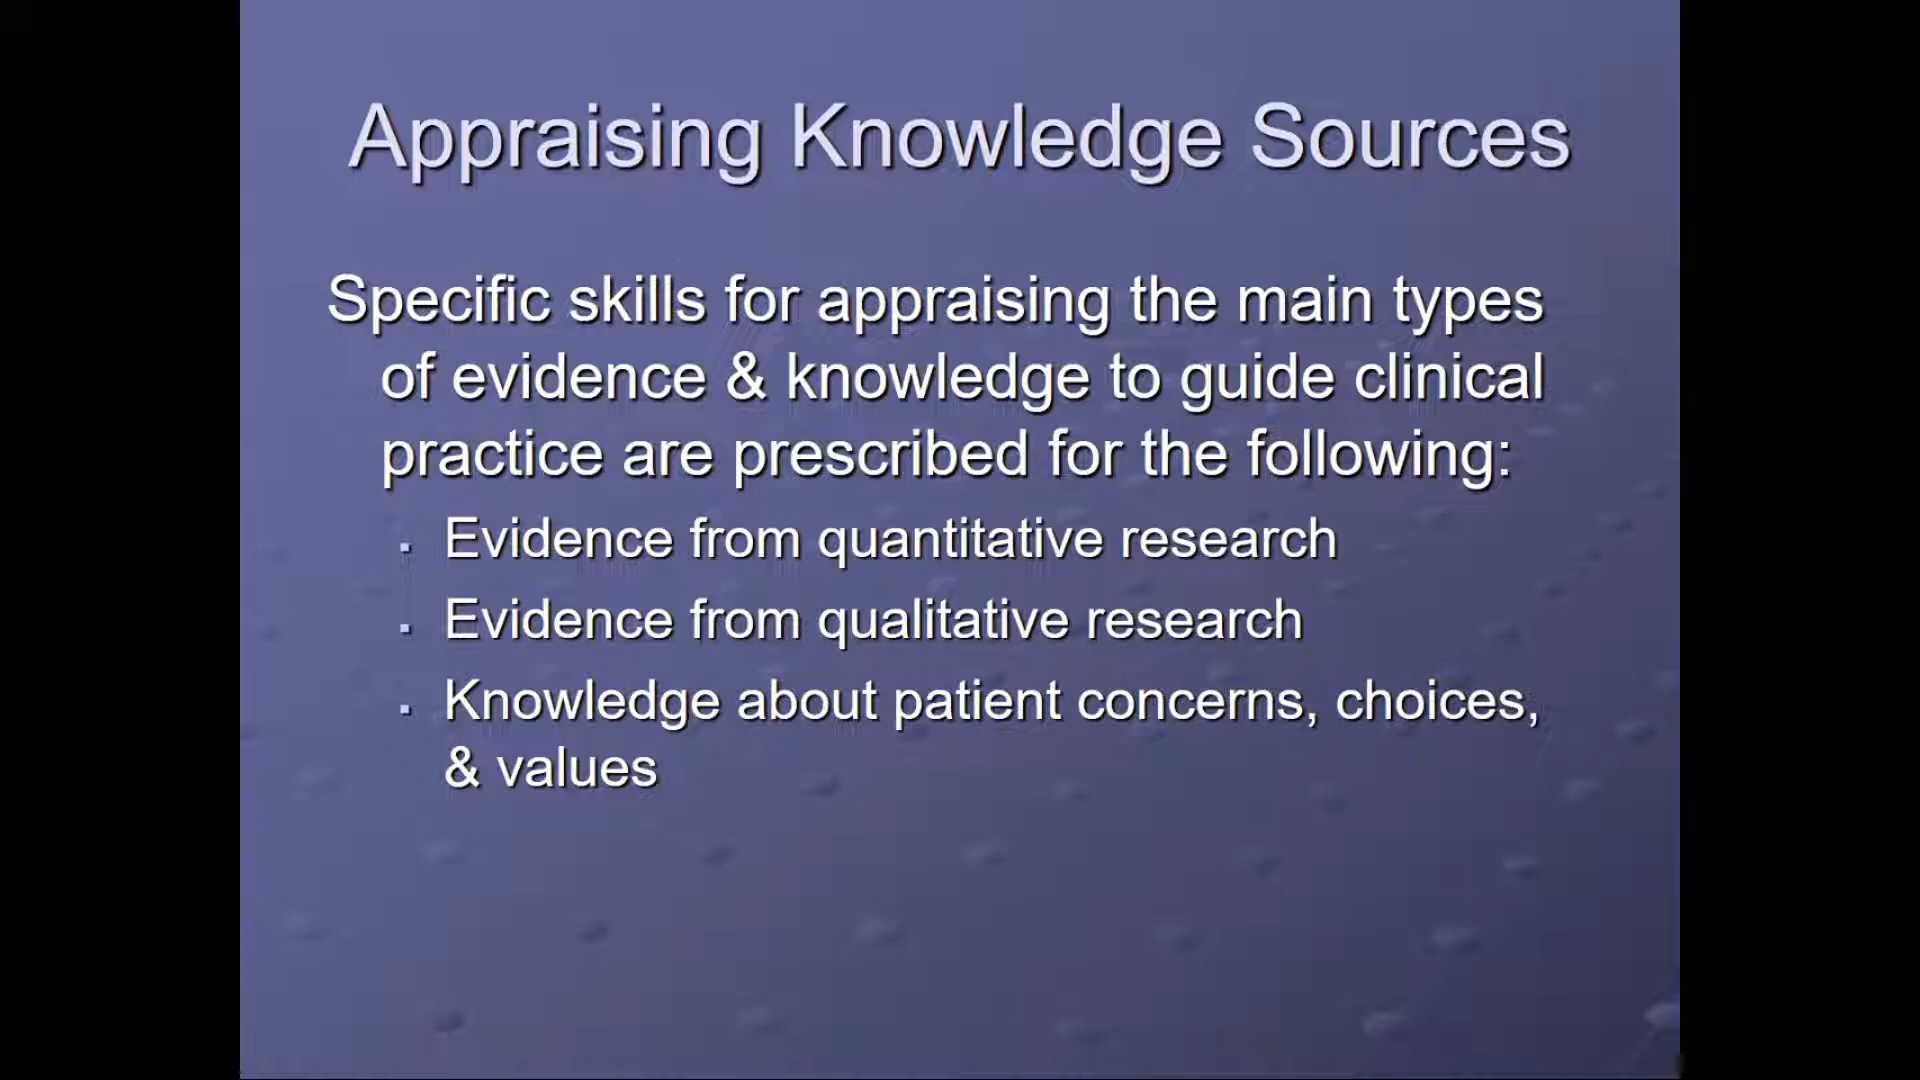 Appraising Knowledge Sources
Specific skills for appraising the main types
of evidence & knowledge to guide clinical
practice are prescribed for the following:
▪ Evidence from quantitative research
▪ Evidence from qualitative research
▪ Knowledge about patient concerns, choices,
& values